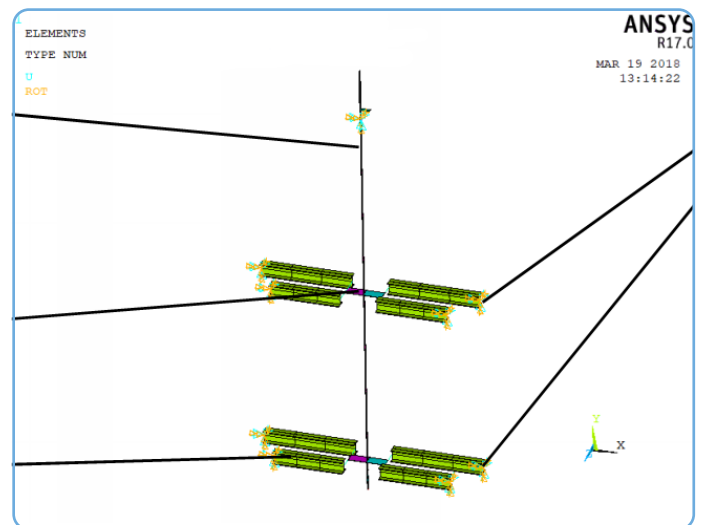 1
ELEMENTS
TYPE NUM
U
ROT
ANSYS
R17.0
MAR 19 2018
13:14:22
Y
X